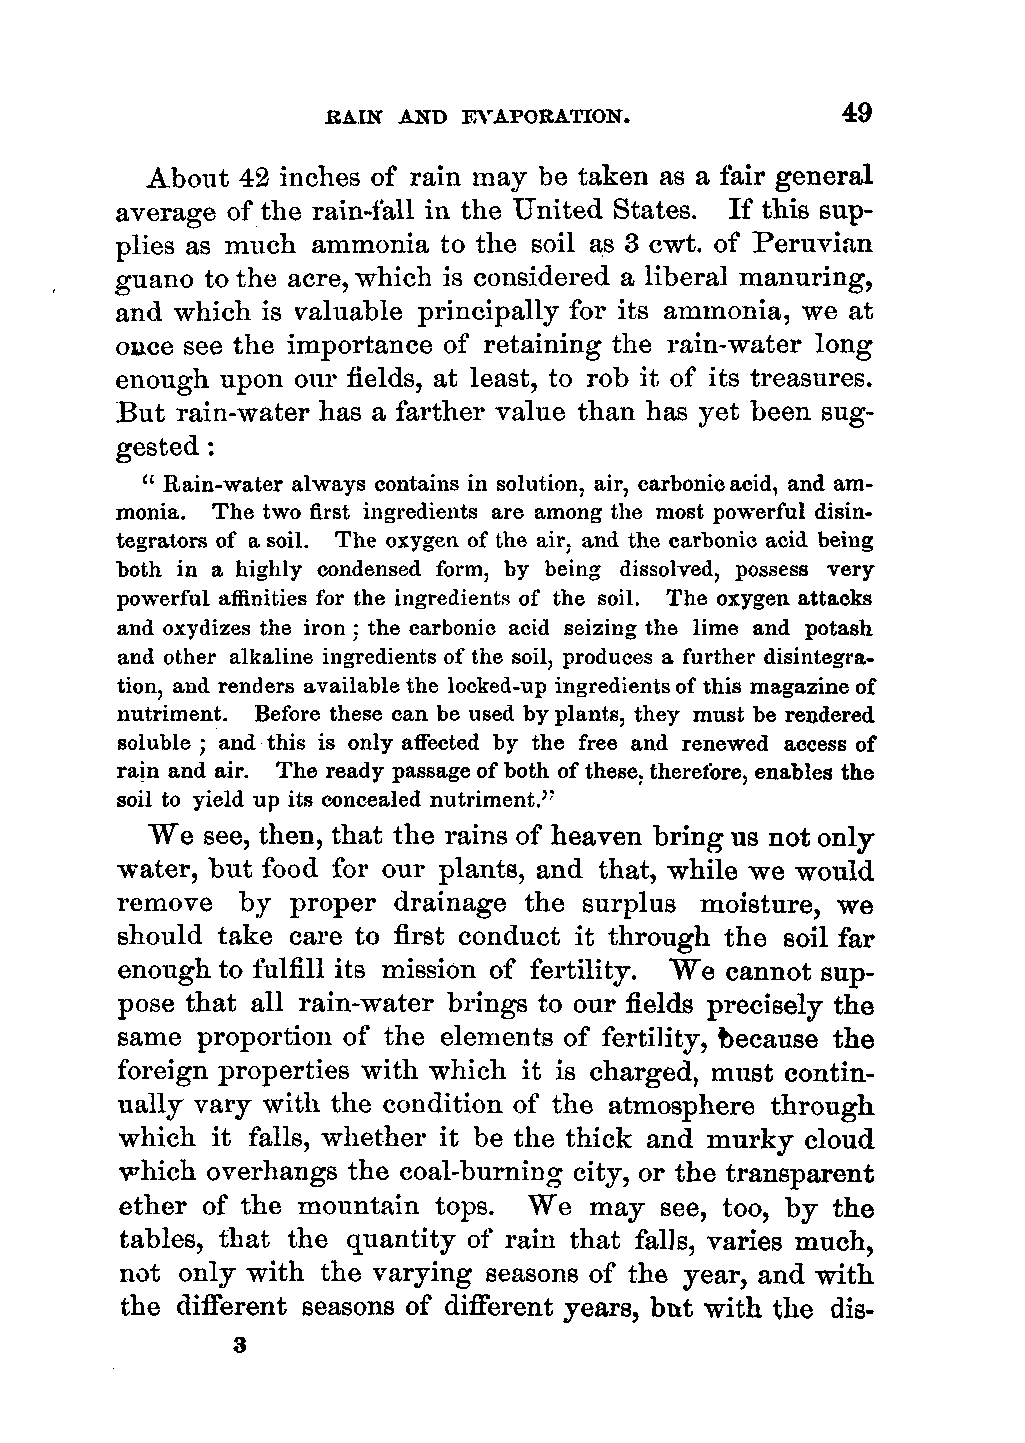 RAIN AND EVAPORATION. 49
About 42 inches of rain may be taken as a fair general
average of the rain-fall in the United States. If this sup-
plies as much ammonia to the soil as 3 cwt. of Peruvian
guano to the acre, which is considered a liberal manuring,
and which is valuable principally for its ammonia, we at
once see the importance of retaining the rain-water long
enough upon our fields, at least, to rob it of its treasures.
But rain-water has a farther value than has yet been sug-
gested :
“ Rain-water always contains in solution, air, carbonic acid, and am-
monia. The two first ingredients are among the most powerful disin-
tegrators of a soil. The oxygen of the air, and the carbonic acid being
both in a highly condensed form, by being dissolved, possess very
powerful affinities for the ingredients of the soil. The oxygen attacks
and oxydizes the iron ; the carbonic acid seizing the lime and potash
and other alkaline ingredients of the soil, produces a further disintegra-
tion, and renders available the locked-up ingredients of this magazine of
nutriment. Before these can be used by plants, they must be rendered
soluble ; and this is only affected by the free and renewed access of
rain and air. The ready passage of both of these, therefore, enables the
soil to yield up its concealed nutriment.”
We see, then, that the rains of heaven bring us not only
water, but food for our plants, and that, while we would
remove by proper drainage the surplus moisture, we
should take care to first conduct it through the soil far
enough to fulfill its mission of fertility. We cannot sup-
pose that all rain-water brings to our fields precisely the
same proportion of the elements of fertility, because the
foreign properties with which it is charged, must contin-
ually vary with the condition of the atmosphere through
which it falls, whether it be the thick and murky cloud
which overhangs the coal-burning city, or the transparent
ether of the mountain tops. We may see, too, by the
tables, that the quantity of rain that falls, varies much,
not only with the varying seasons of the year, and with
the different seasons of different years, but with the dis-
3